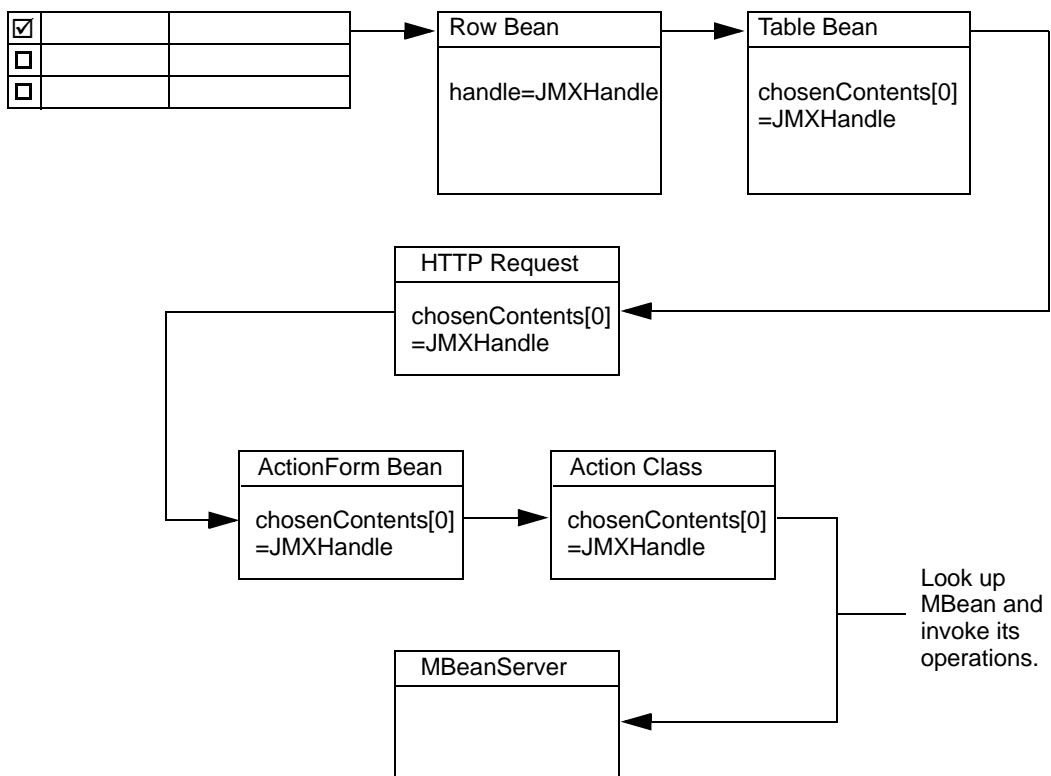 Row Bean
handle=JMXHandle
Table Bean
chosenContents[0]
=JMXHandle
HTTP Request
chosenContents[0]
=JMXHandle
ActionForm Bean
chosenContents[0]
=JMXHandle
Action Class
chosenContents[0]
=JMXHandle
Look up
MBean and
invoke its
operations.
MBeanServer